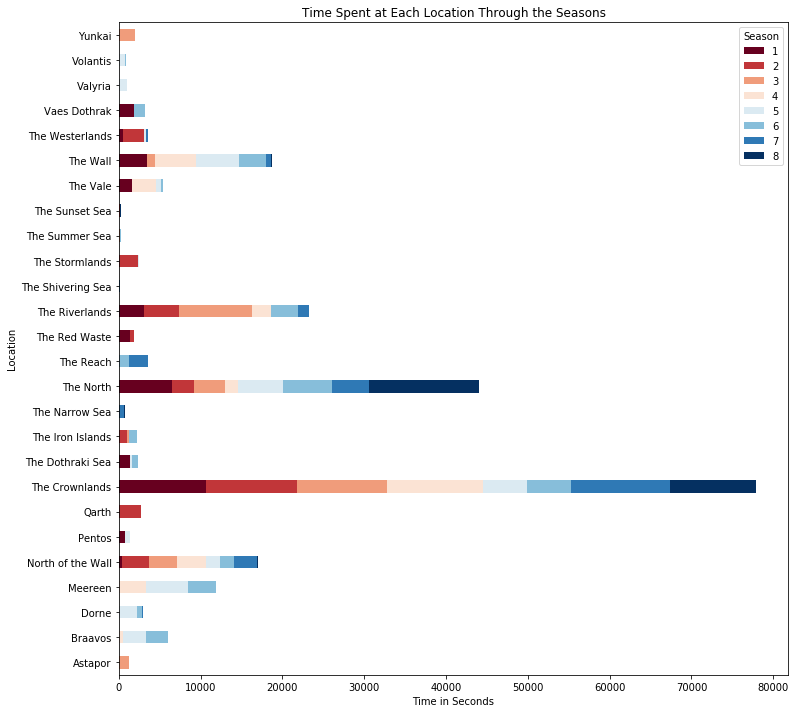 Time Spent at Each Location Through the Seasons
Season
1
2
3
4
5
6
7
8
Location
Yunkai
Volantis
Valyria
Vaes Dothrak
The Westerlands
The Wall
The Vale
The Sunset Sea
The Summer Sea
The Stormlands
The Shivering Sea
The Riverlands
The Red Waste
The Reach
The North
The Narrow Sea
The Iron Islands
The Dothraki Sea
The Crownlands
Qarth
Pentos
North of the Wall
Meereen
Dorne
Braavos
Astapor
0 10000 20000 30000 40000 50000 60000 70000 80000
Time in Seconds